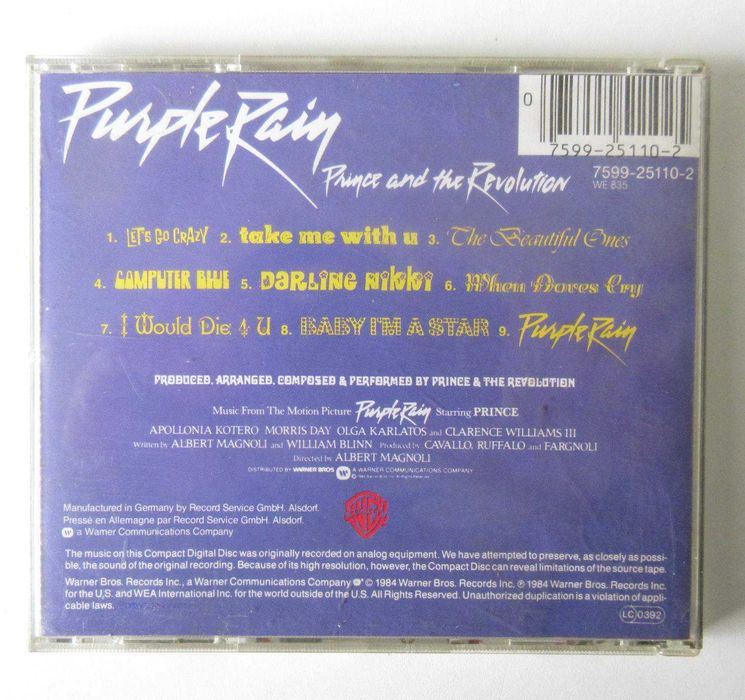 Purple Rain
Prince and the Revolution
0
7599-25110-2
7599-25110-2
WE 835
1. LET'S GO CRAZY 2. take me with u 3. The Beautiful Ones
4. COMPUTER BLUE 5. DARLING NIKKI 6. When Doves Cry
7. I Would Die 4 U 8. BABY I'M A STAR 9. Purple Rain
PRODUCED, ARRANGED, COMPOSED & PERFORMED BY PRINCE & THE REVOLUTION
Music From The Motion Picture Purple Rain Starring PRINCE
APOLLONIA KOTERO MORRIS DAY OLGA KARLATOS and CLARENCE WILLIAMS III
Written by ALBERT MAGNOLI and WILLIAM BLINN Produced by CAVALLO, RUFFALO and FARGNOLI
Directed by ALBERT MAGNOLI
DISTRIBUTED BY WARNER BROS A WARNER COMMUNICATIONS COMPANY
Manufactured in Germany by Record Service GmbH. Alsdorf.
Pressé en Allemagne par Record Service GmbH. Alsdorf.
a Warner Communications Company
The music on this Compact Digital Disc was originally recorded on analog equipment. We have attempted to preserve, as closely as possi-
ble, the sound of the original recording. Because of its high resolution, however, the Compact Disc can reveal limitations of the source tape.
Warner Bros. Records Inc., a Warner Communications Company © 1984 Warner Bros. Records Inc. ℗ 1984 Warner Bros. Records Inc.
for the U.S. and WEA International Inc. for the world outside of the U.S. All Rights Reserved. Unauthorized duplication is a violation of appli-
cable laws.
LC 0392